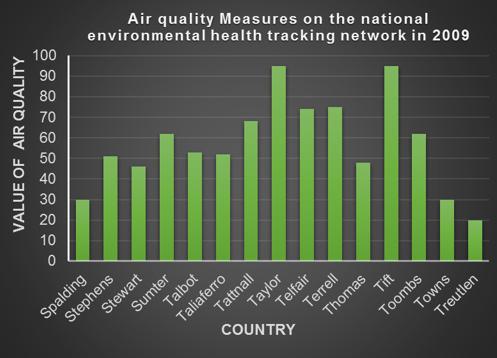 Air quality Measures on the national
environmental health tracking network in 2009
VALUE OF AIR QUALITY
100
90
80
70
60
50
40
30
20
10
0
Spalding
Stephens
Stewart
Sumter
Talbot
Taliaferro
Tattnall
Taylor
Telfair
Terrell
Thomas
Tift
Toombs
Towns
Treutlen
COUNTRY